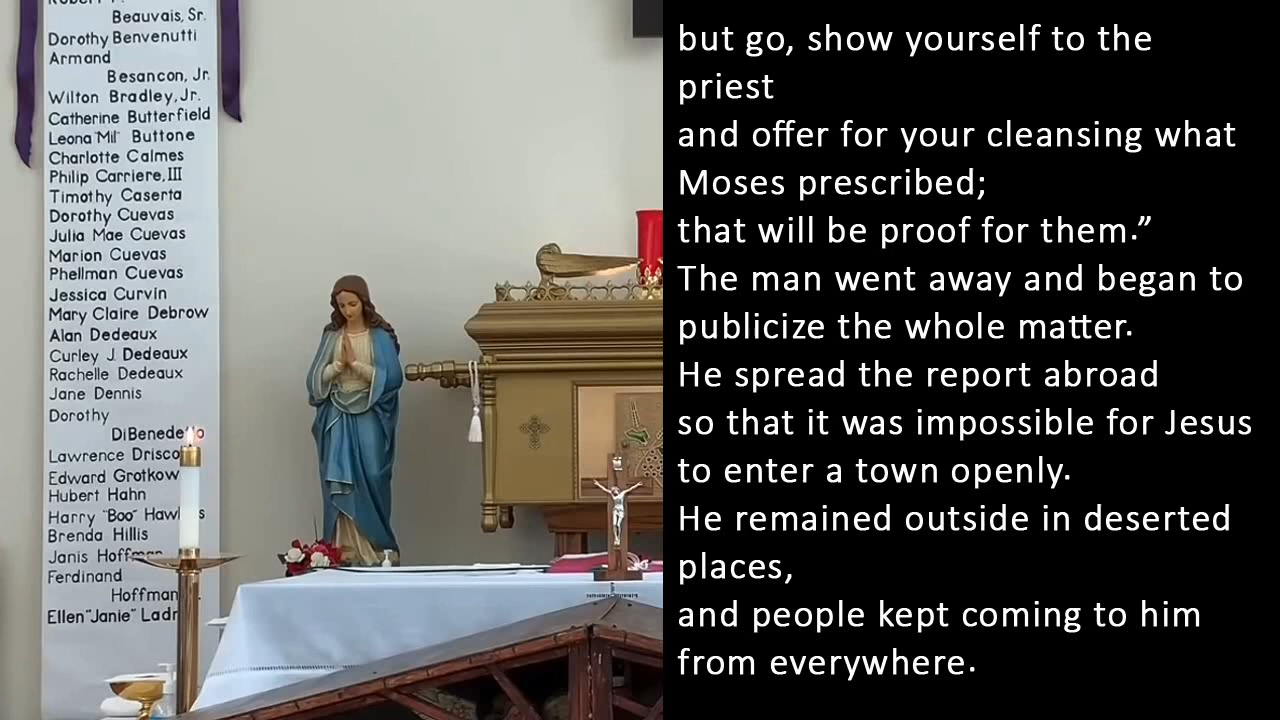 Beauvais, Sr.
Dorothy Benvenutti
Armand
Besancon, Jr.
Wilton Bradley, Jr.
Catherine Butterfield
Leona "Mil" Buttone
Charlotte Calmes
Philip Carriere, III
Timothy Caserta
Dorothy Cuevas
Julia Mae Cuevas
Marion Cuevas
Phellman Cuevas
Jessica Curvin
Mary Claire Debrow
Alan Dedeaux
Curley J. Dedeaux
Rachelle Dedeaux
Jane Dennis
Dorothy
DiBenedetto
Lawrence
Edward
Hubert Hahn
Harry "Boo"
Brenda Hillis
Janis
Ferdinand
Hoffman
Ellen "Janie"
but go, show yourself to the
priest
and offer for your cleansing what
Moses prescribed;
that will be proof for them.”
The man went away and began to
publicize the whole matter.
He spread the report abroad
so that it was impossible for Jesus
to enter a town openly.
He remained outside in deserted
places,
and people kept coming to him
from everywhere.